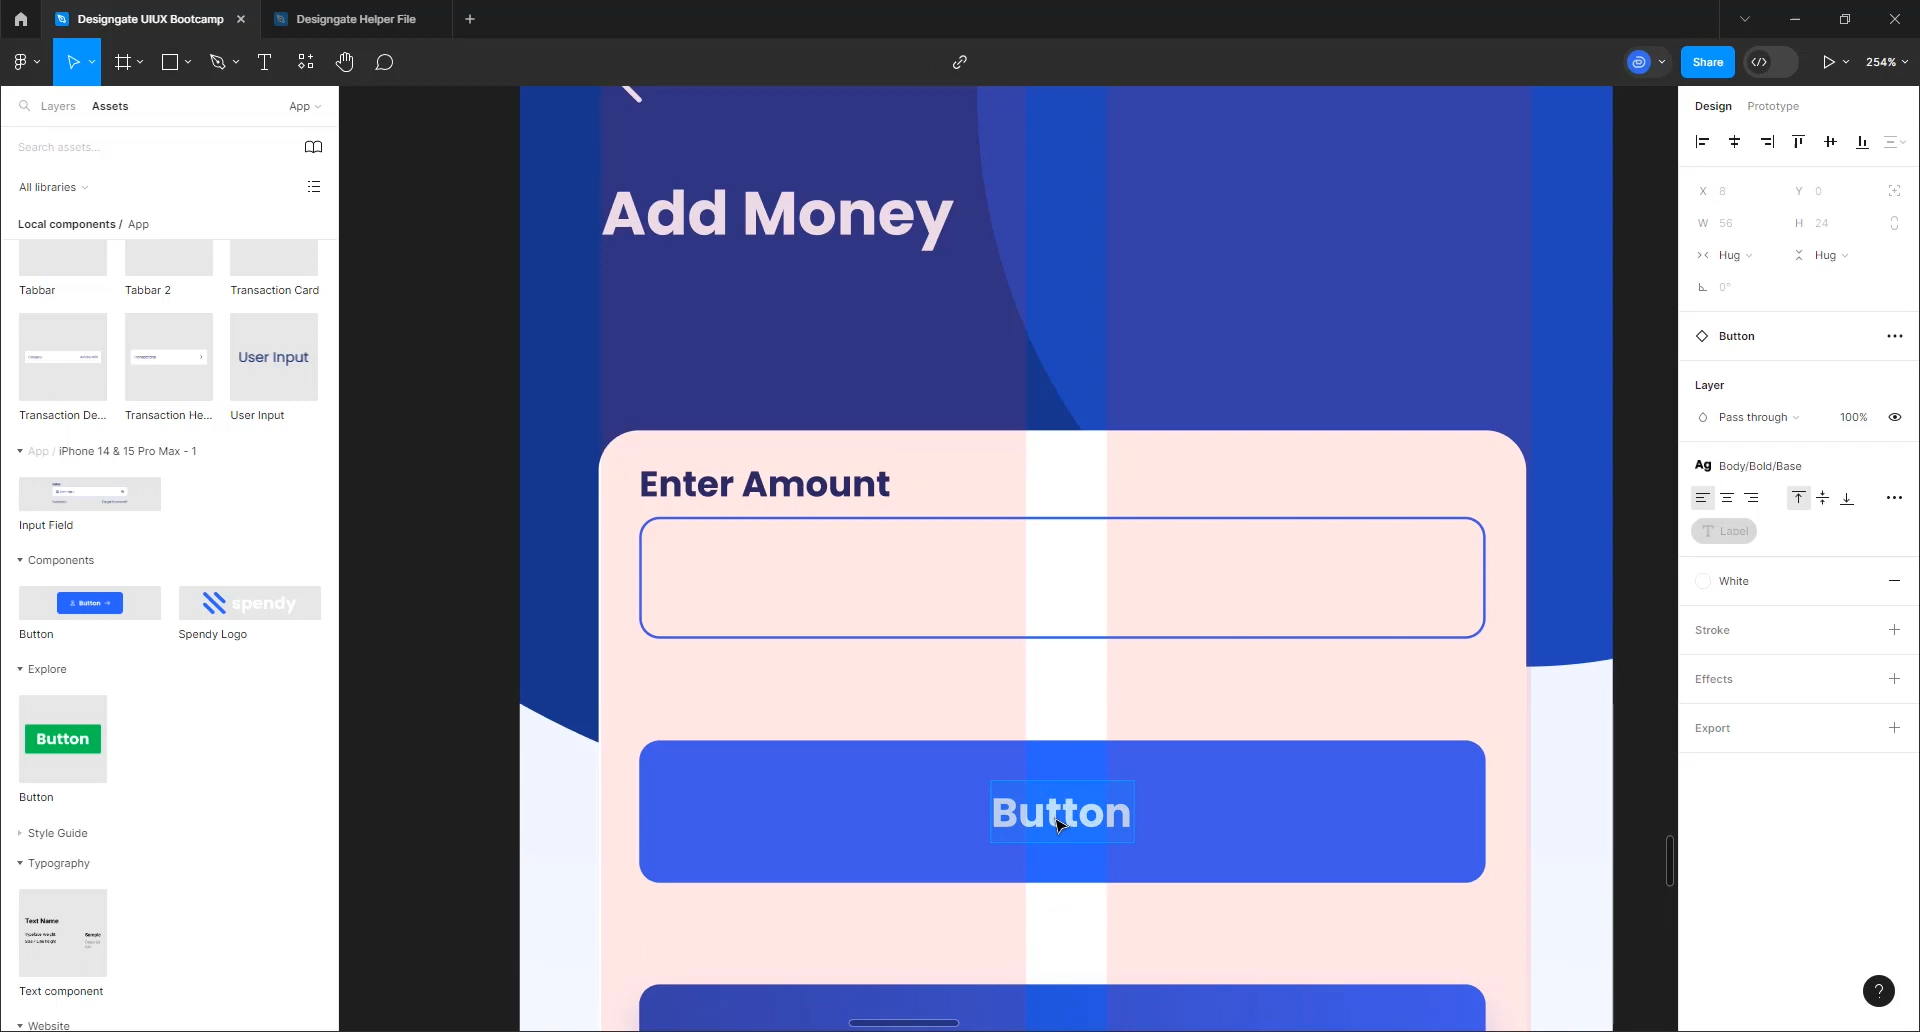 Designgate UIUX Bootcamp
Designgate Helper File
Share
254%
Layers
Assets
App
Search assets...
All libraries
Local components / App
Tabbar
Tabbar 2
Transaction Card
User Input
Transaction De...
Transaction He...
User Input
App / iPhone 14 & 15 Pro Max - 1
Input Field
Components
Button
spendy
Button
Spendy Logo
Explore
Button
Button
Style Guide
Typography
Text Name
Sample
Text component
Website
Add Money
Enter Amount
Button
Design
Prototype
X 8
Y 0
W 56
H 24
Hug
Hug
0°
Button
Layer
Pass through
100%
Ag Body/Bold/Base
Label
White
Stroke
Effects
Export
?